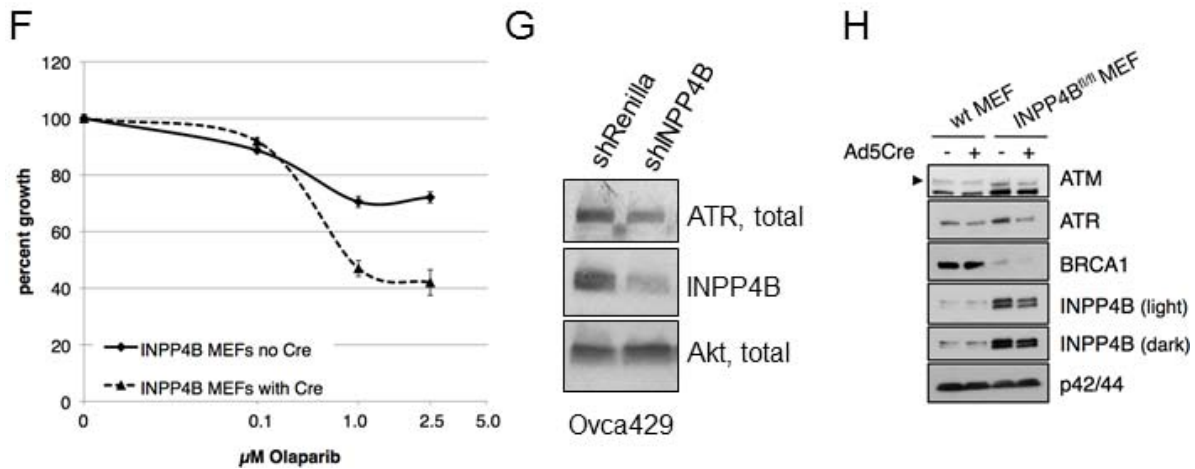 F
120
100
80
60
40
20
0
percent growth
INPP4B MEFs no Cre
INPP4B MEFs with Cre
0 0.1 1.0 2.5 5.0
µM Olaparib
G
shRenilla
shINPP4B
ATR, total
INPP4B
Akt, total
Ovca429
H
wt MEF
INPP4Bfl/fl MEF
Ad5Cre - + - +
ATM
ATR
BRCA1
INPP4B (light)
INPP4B (dark)
p42/44